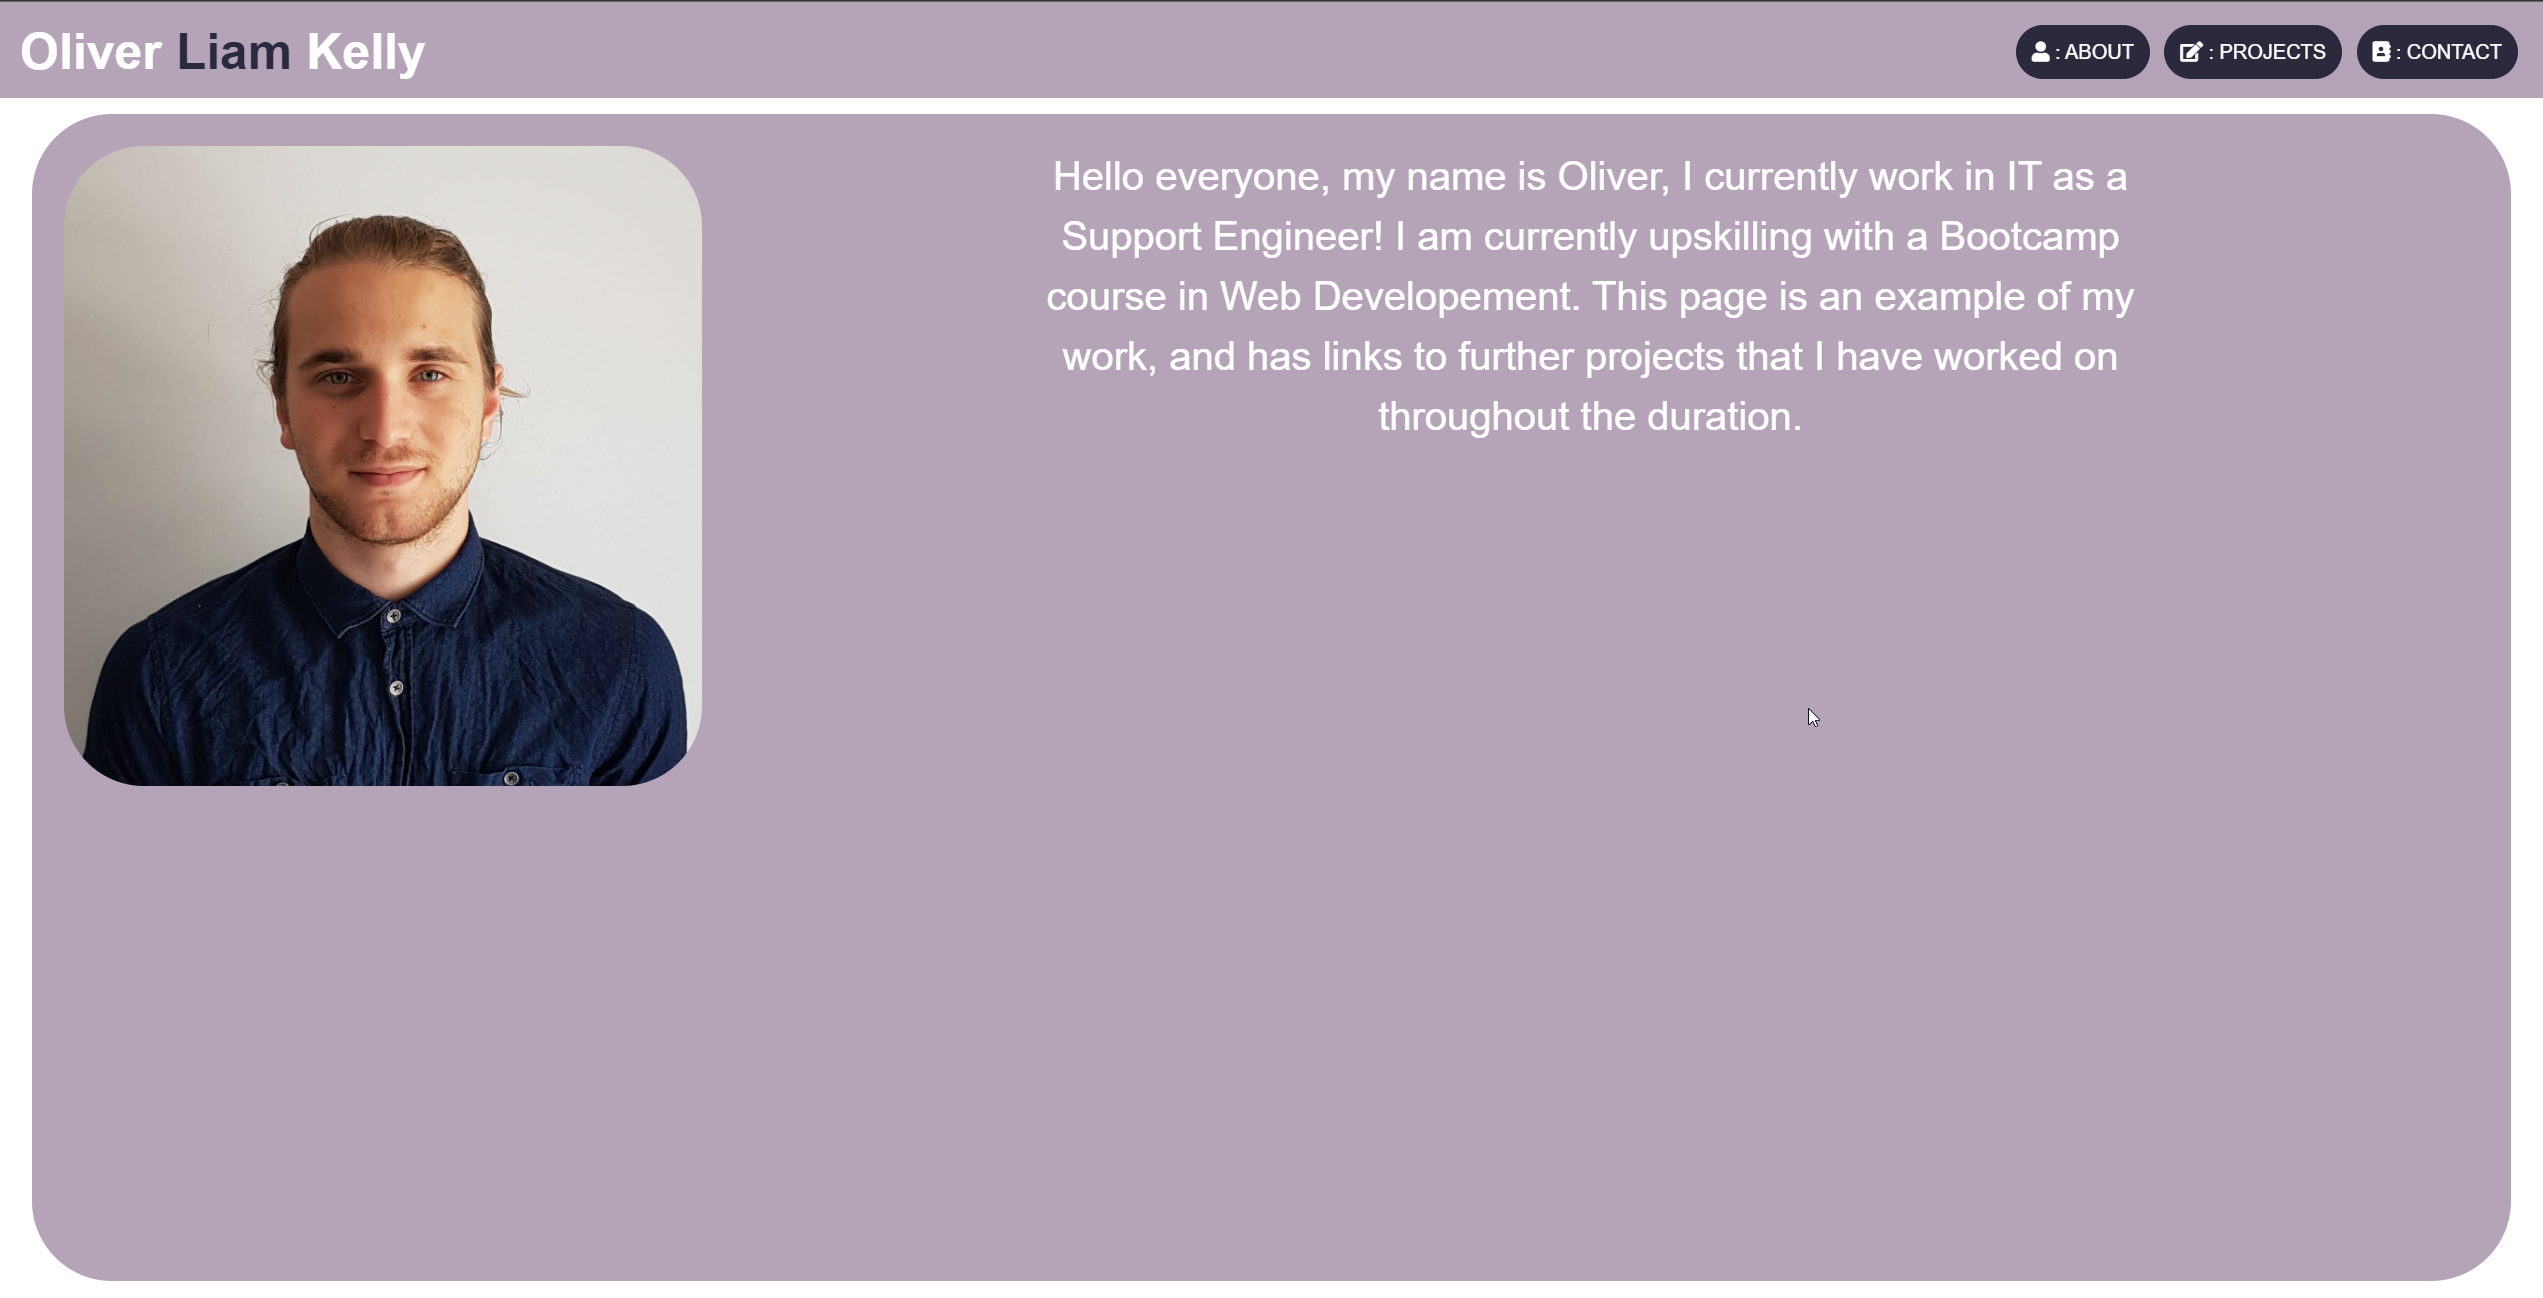 Oliver Liam Kelly
: ABOUT
: PROJECTS
: CONTACT
Hello everyone, my name is Oliver, I currently work in IT as a
Support Engineer! I am currently upskilling with a Bootcamp
course in Web Developement. This page is an example of my
work, and has links to further projects that I have worked on
throughout the duration.